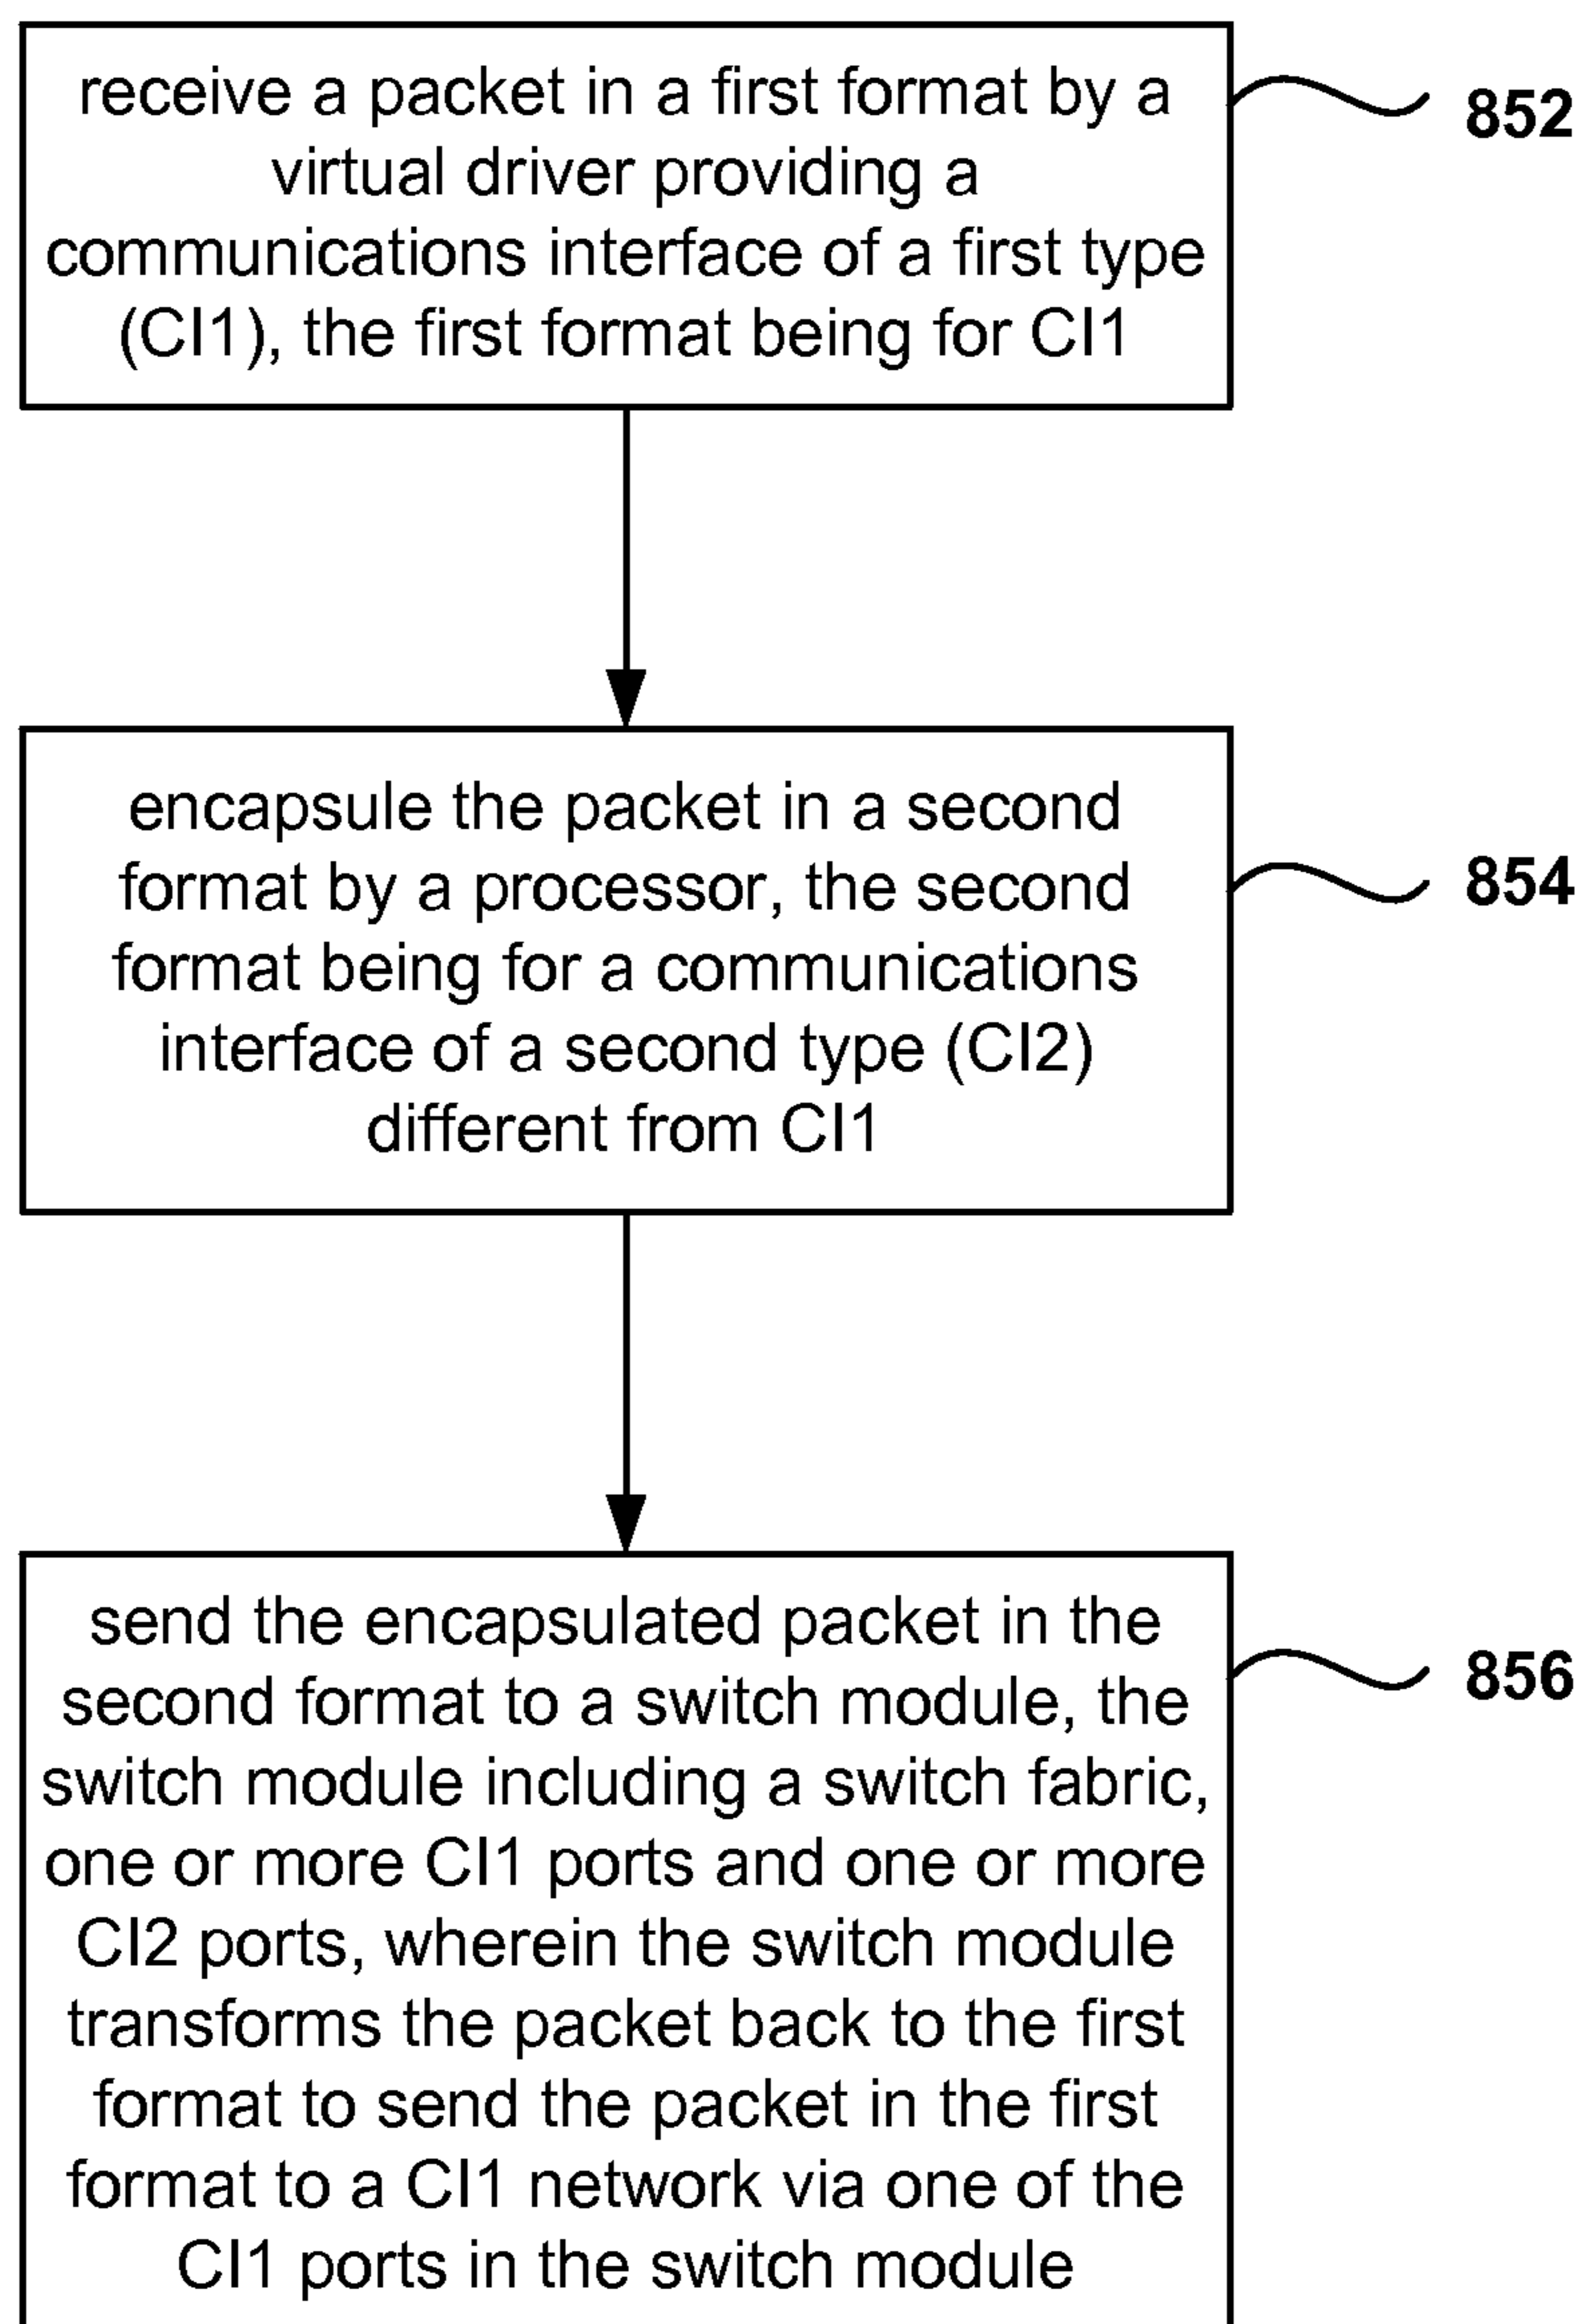 receive a packet in a first format by a
virtual driver providing a
communications interface of a first type
(CI1), the first format being for CI1
852
encapsule the packet in a second
format by a processor, the second
format being for a communications
interface of a second type (CI2)
different from CI1
854
send the encapsulated packet in the
second format to a switch module, the
switch module including a switch fabric,
one or more CI1 ports and one or more
CI2 ports, wherein the switch module
transforms the packet back to the first
format to send the packet in the first
format to a CI1 network via one of the
CI1 ports in the switch module
856